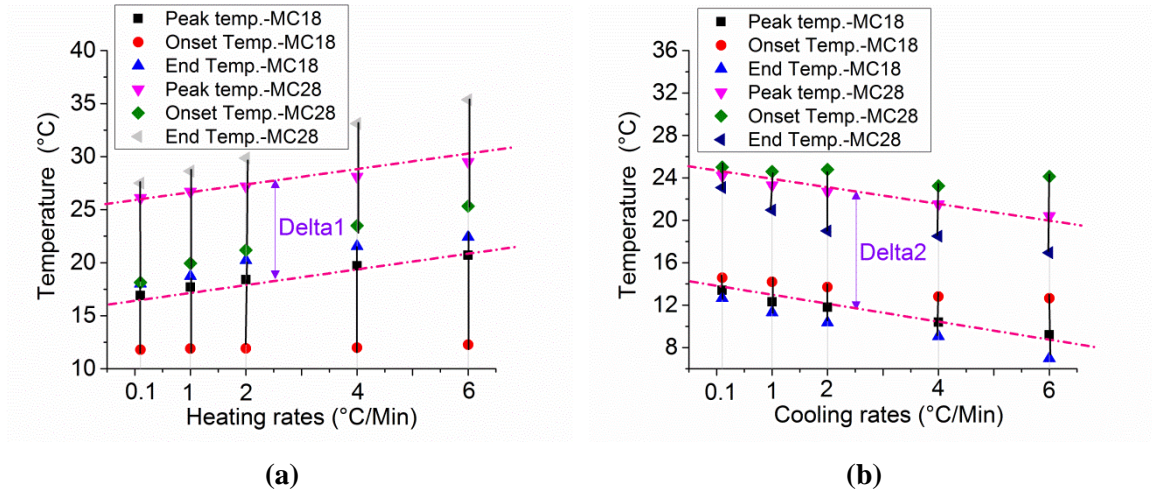 Peak temp.-MC18
Onset Temp.-MC18
End Temp.-MC18
Peak temp.-MC28
Onset Temp.-MC28
End Temp.-MC28
Temperature (°C)
40
35
30
25
20
15
10
Delta1
0.1 1 2 4 6
Heating rates (°C/Min)
(a)
Peak temp.-MC18
Onset Temp.-MC18
End Temp.-MC18
Peak temp.-MC28
Onset Temp.-MC28
End Temp.-MC28
Temperature (°C)
36
32
28
24
20
16
12
8
Delta2
0.1 1 2 4 6
Cooling rates (°C/Min)
(b)